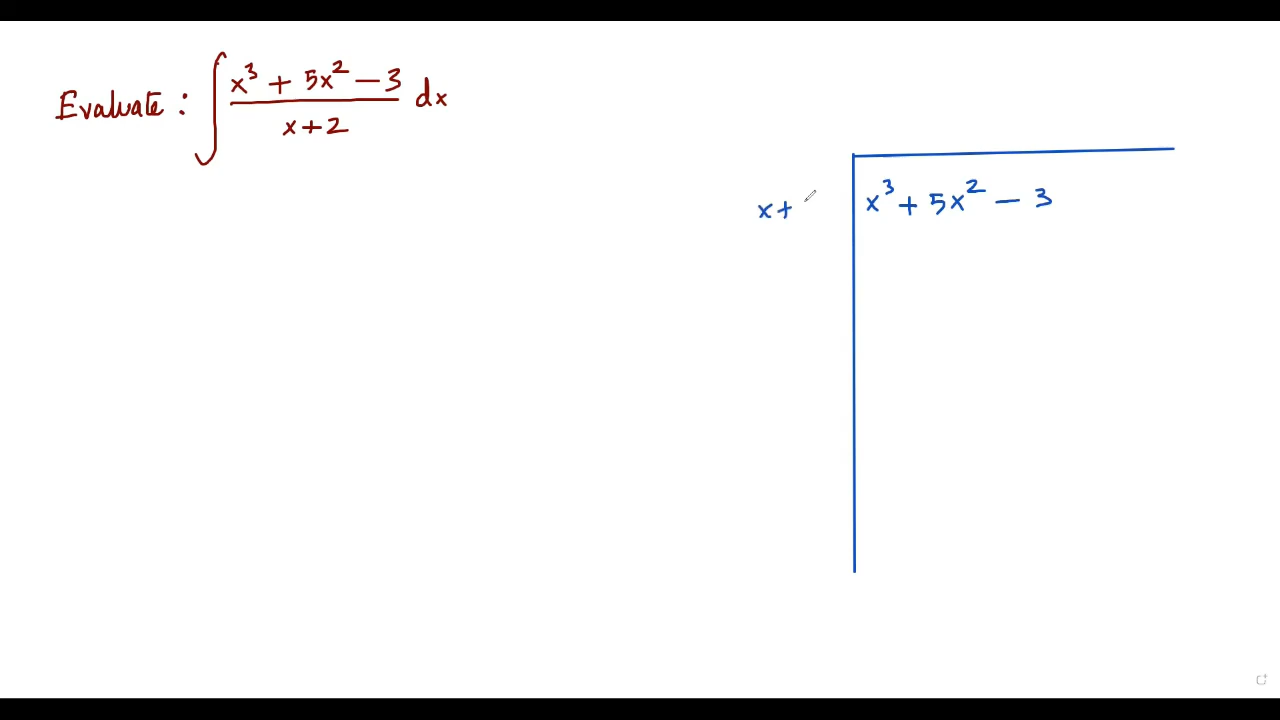 Evaluate : ∫ (x³ + 5x² − 3)/(x + 2) dx
x + | x³ + 5x² − 3